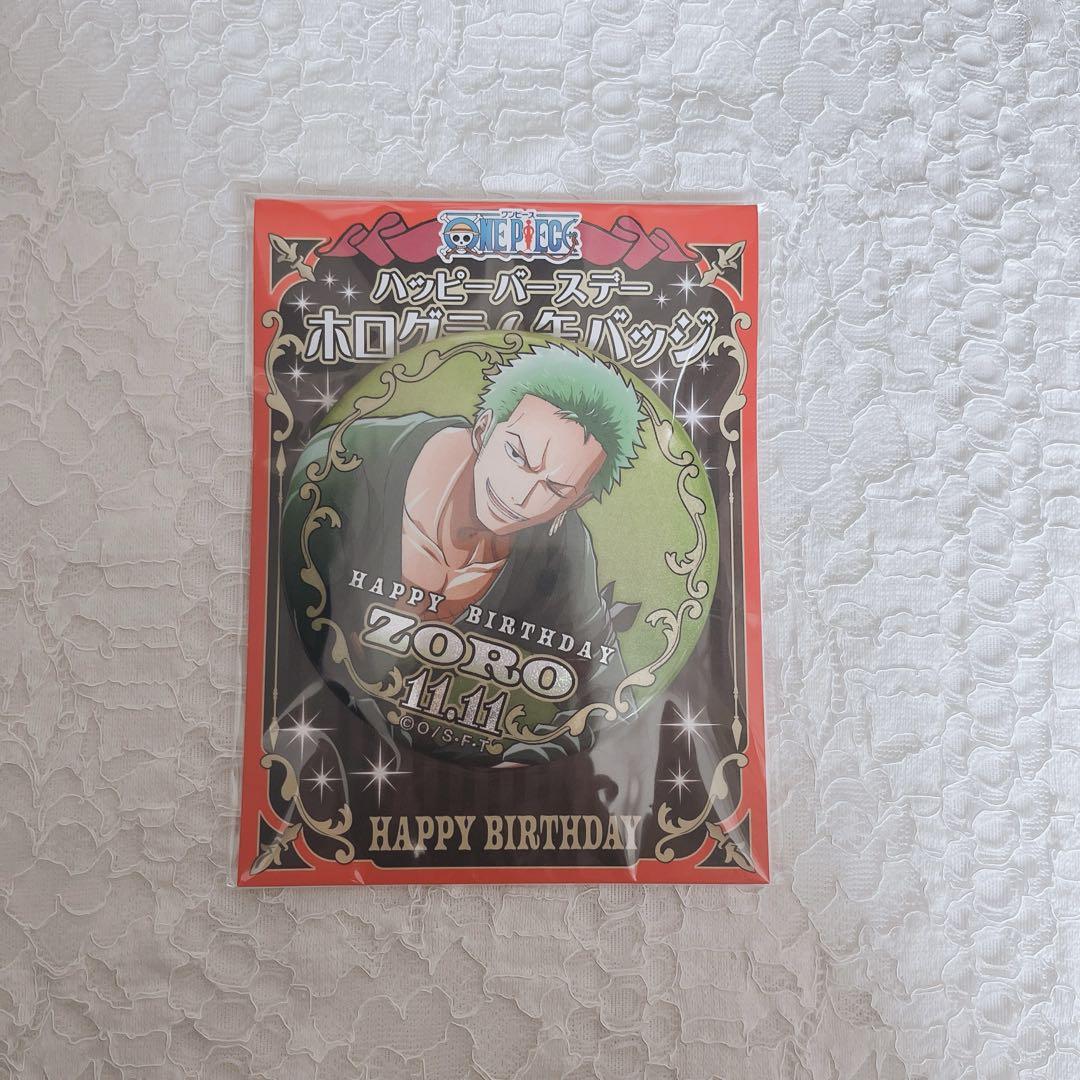 ワンピース
ONE PIECE
ハッピーバースデー
ホログラム缶バッジ
HAPPY BIRTHDAY
ZORO
11.11
©O/S・F・T
HAPPY BIRTHDAY